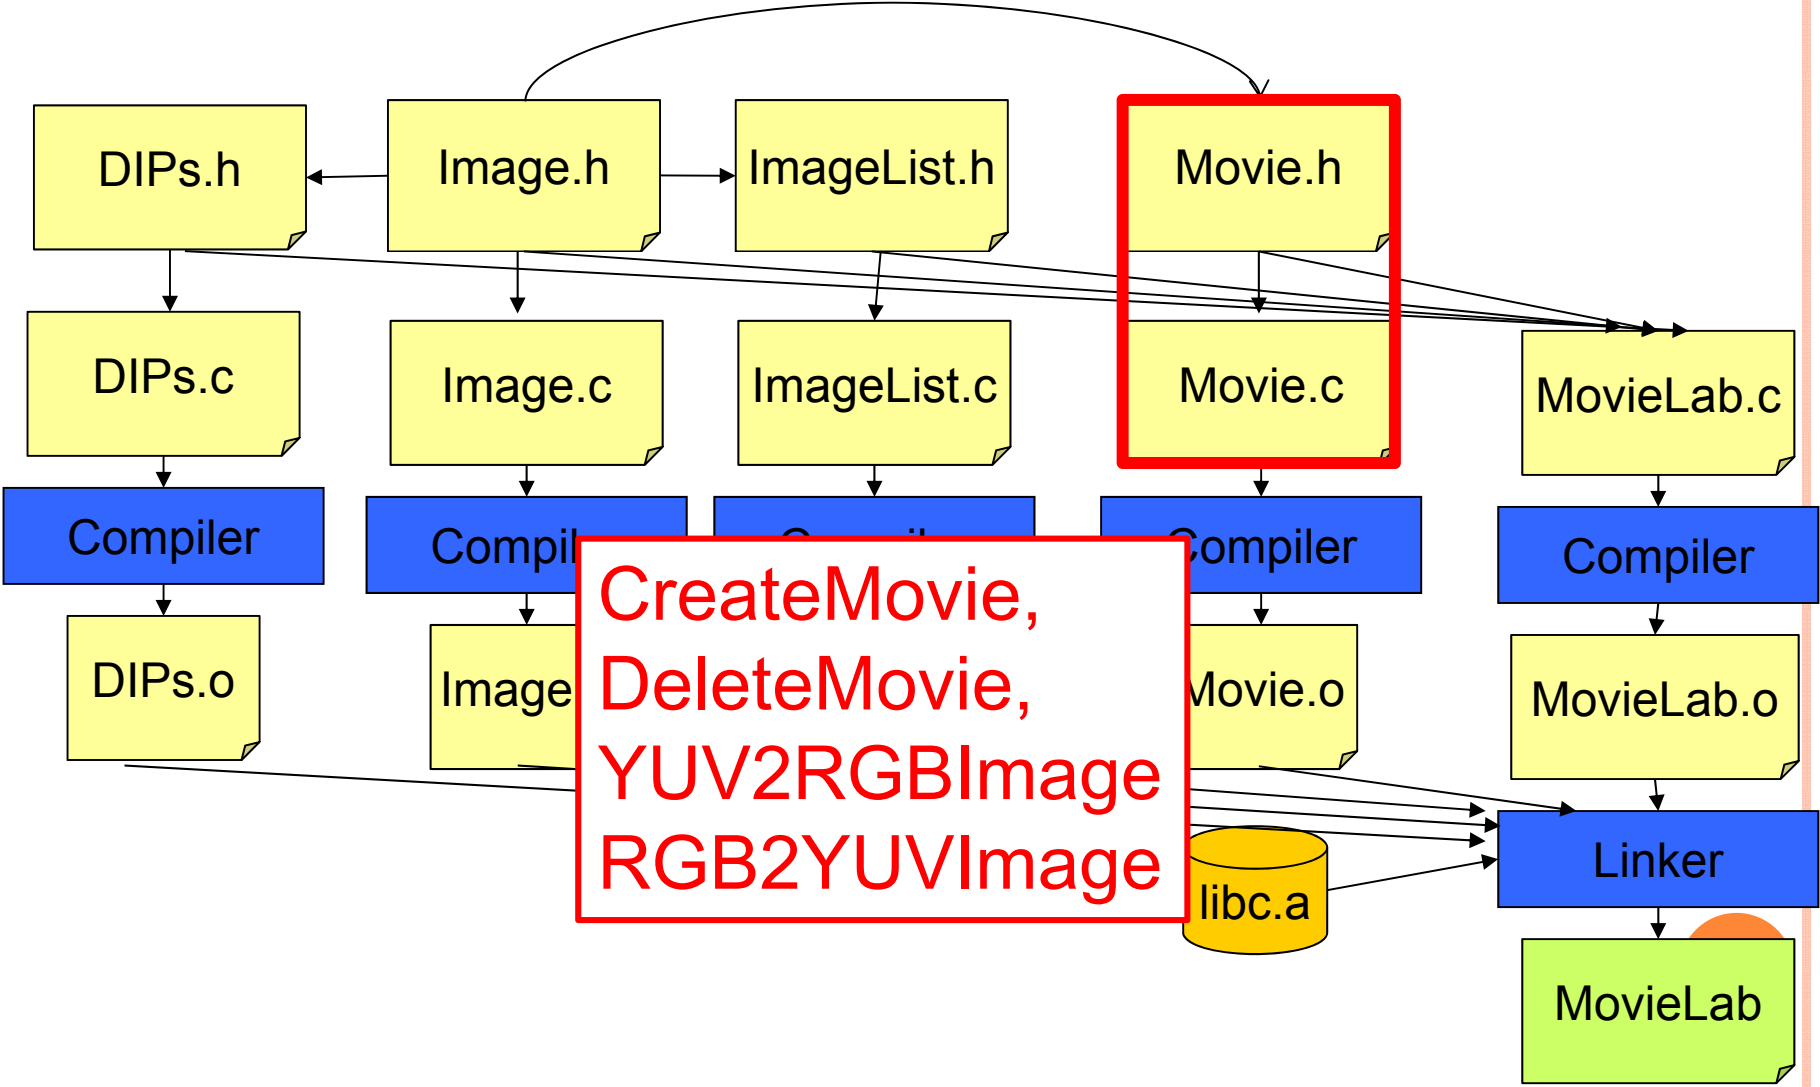 DIPs.h
Image.h
ImageList.h
Movie.h
DIPs.c
Image.c
ImageList.c
Movie.c
MovieLab.c
Compiler
Compiler
Compiler
DIPs.o
Image
Movie.o
MovieLab.o
CreateMovie,
DeleteMovie,
YUV2RGBImage
RGB2YUVImage
libc.a
Linker
MovieLab